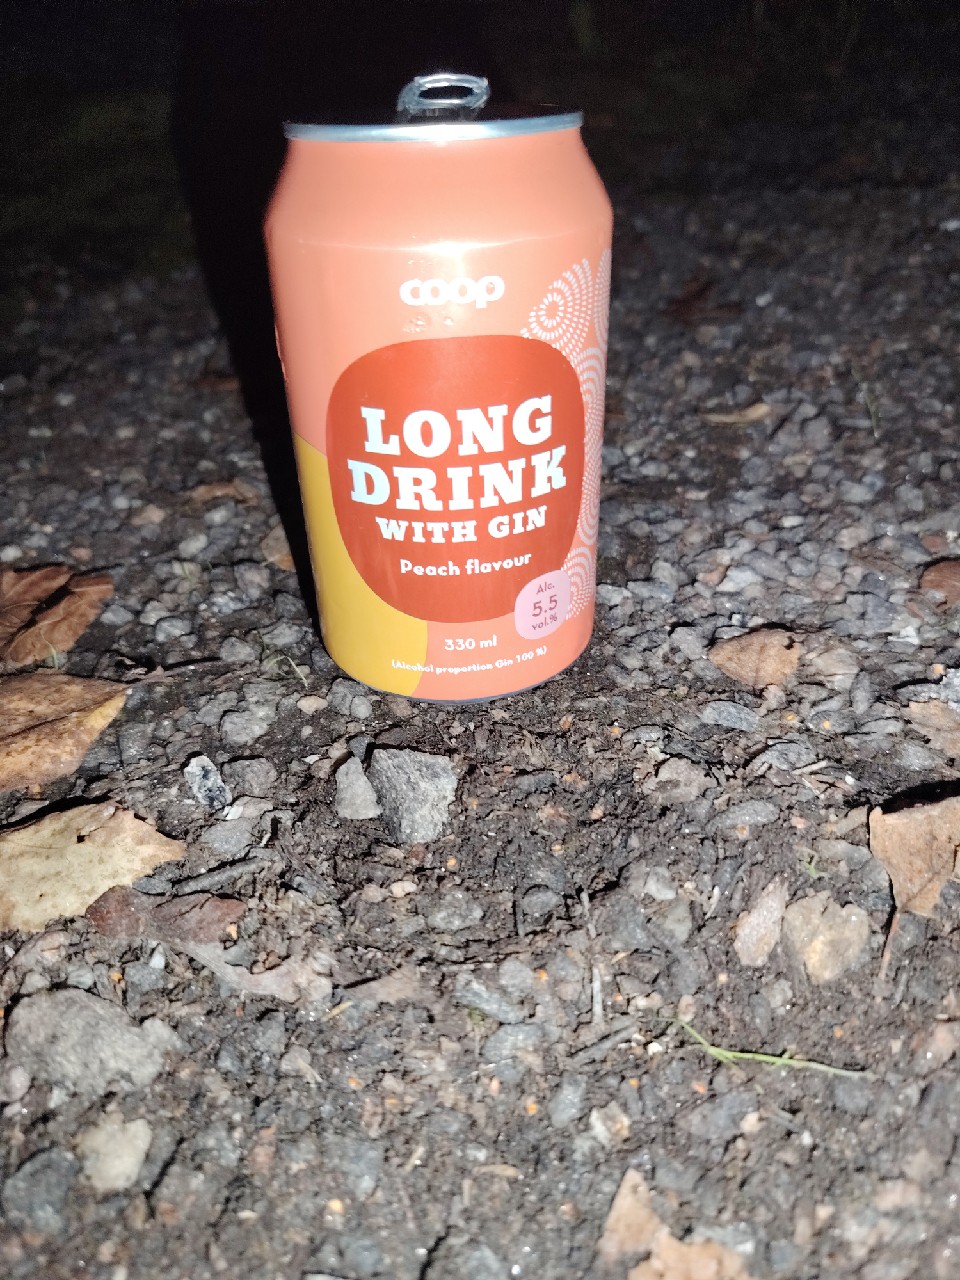 coop
LONG
DRINK
WITH GIN
Peach flavour
Alc.
5.5
vol.%
330 ml
(Alcohol proportion Gin 100 %)